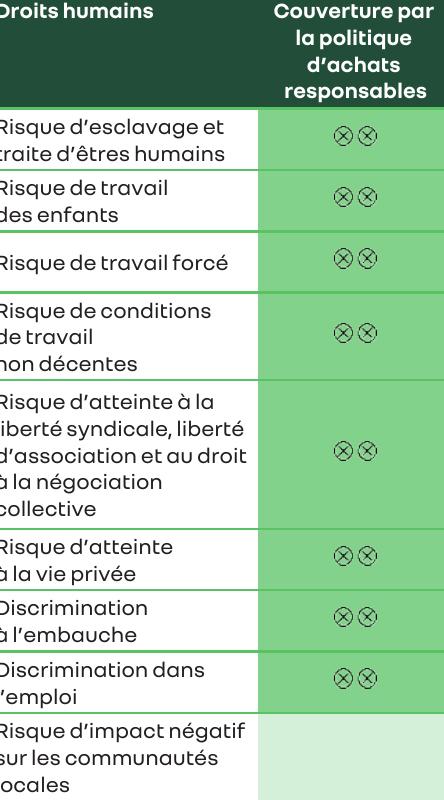 Droits humains
Couverture par
la politique
d'achats
responsables
Risque d'esclavage et
traite d'êtres humains
⊗⊗
Risque de travail
des enfants
⊗⊗
Risque de travail forcé
⊗⊗
Risque de conditions
de travail
non décentes
⊗⊗
Risque d'atteinte à la
liberté syndicale, liberté
d'association et au droit
à la négociation
collective
⊗⊗
Risque d'atteinte
à la vie privée
⊗⊗
Discrimination
à l'embauche
⊗⊗
Discrimination dans
l'emploi
⊗⊗
Risque d'impact négatif
sur les communautés
locales